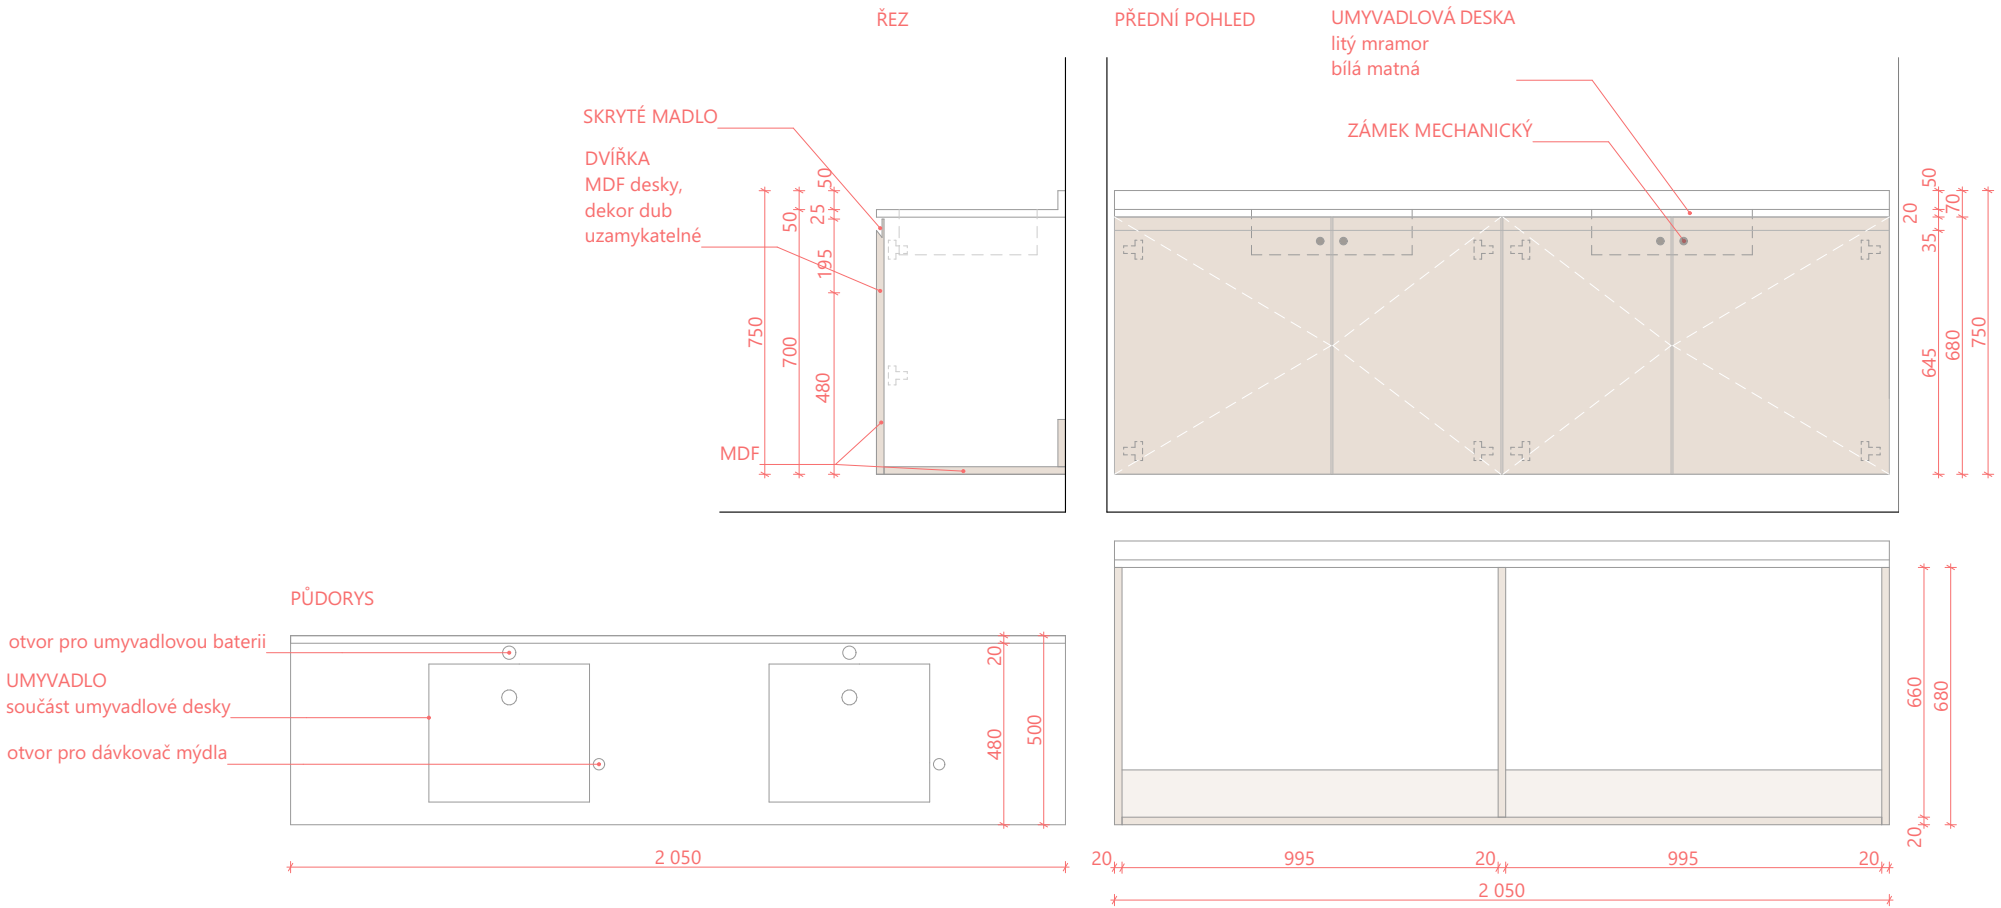 ŘEZ
PŘEDNÍ POHLED
UMYVADLOVÁ DESKA
litý mramor
bílá matná
SKRYTÉ MADLO
ZÁMEK MECHANICKÝ
DVÍŘKA
MDF desky,
dekor dub
uzamykatelné
MDF
750
50
700
50
25
195
480
50
20
70
35
645
680
750
PŮDORYS
otvor pro umyvadlovou baterii
UMYVADLO
součást umyvadlové desky
otvor pro dávkovač mýdla
20
480
500
2 050
660
680
20
20
995
20
995
20
2 050